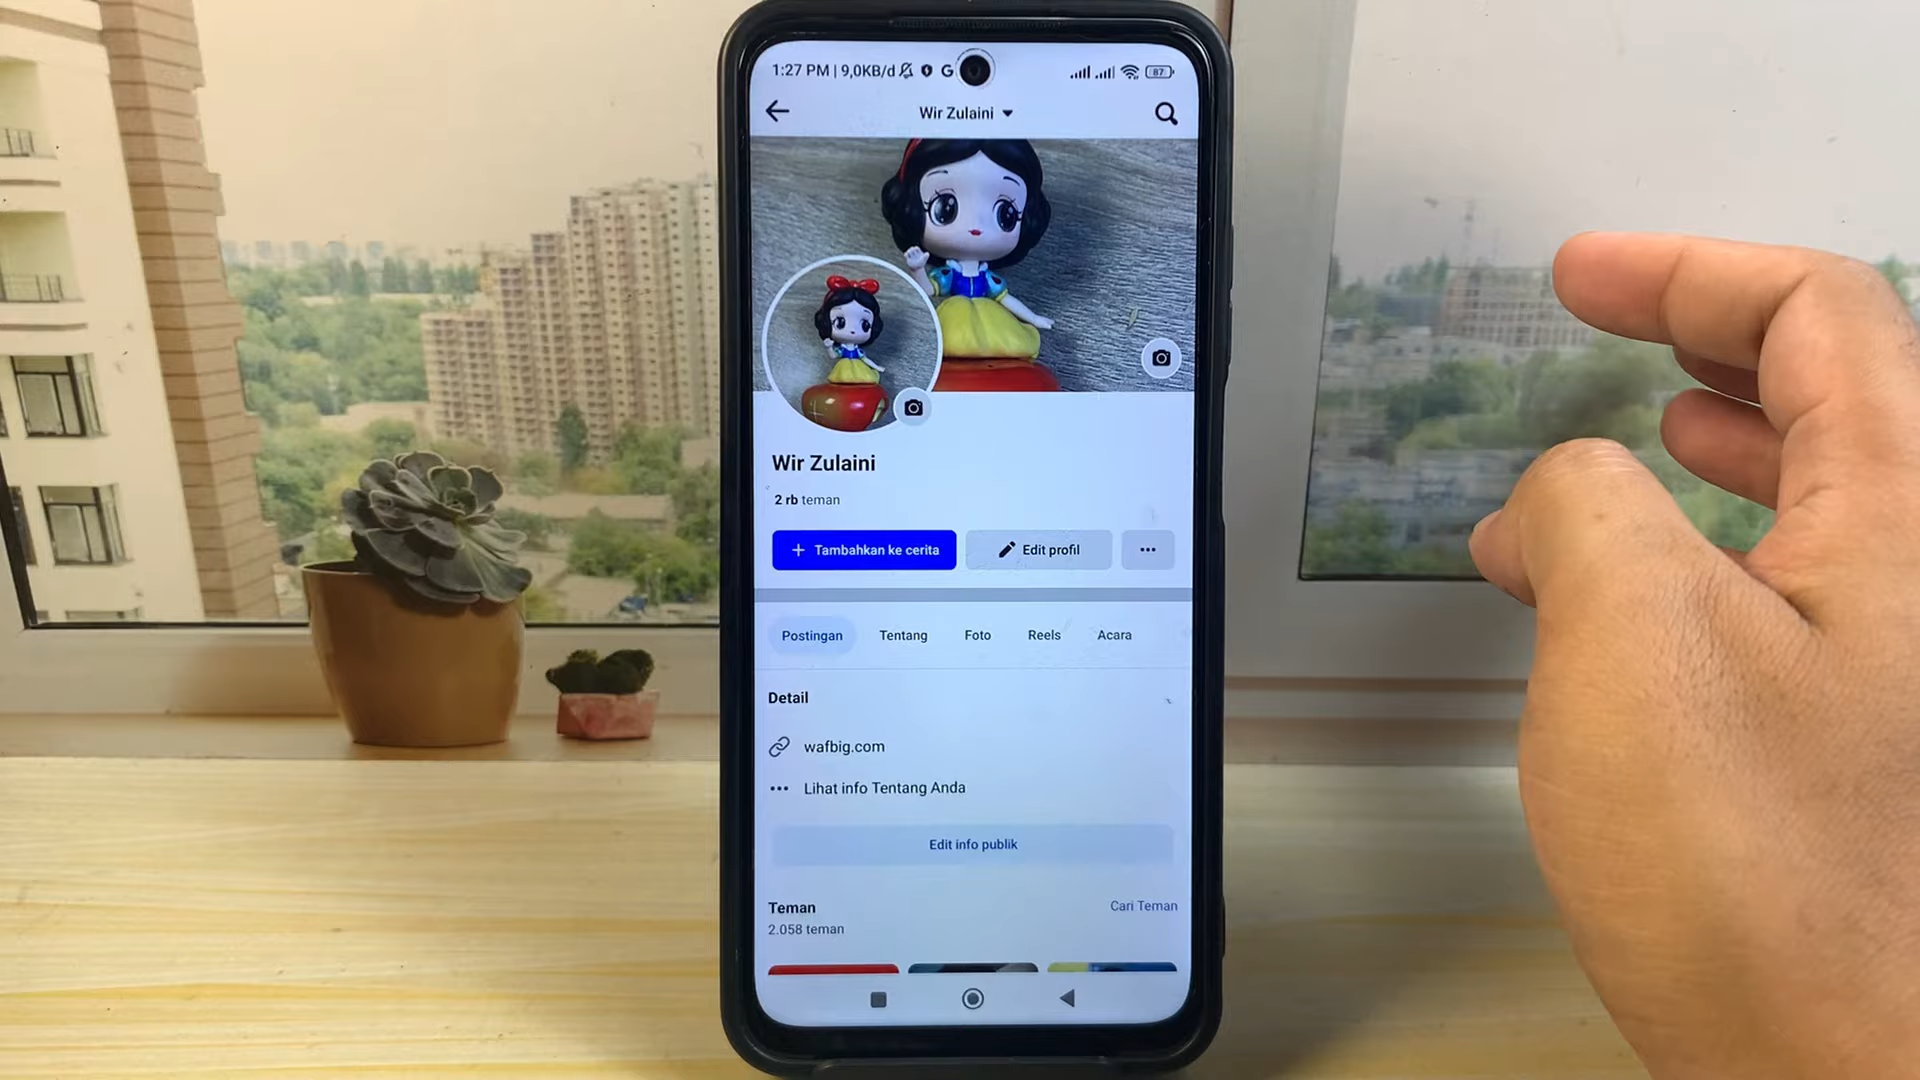 1:27 PM | 9,0KB/d G 87
Wir Zulaini
Wir Zulaini
2 rb teman
+ Tambahkan ke cerita
Edit profil
Postingan Tentang Foto Reels Acara
Detail
wafbig.com
Lihat info Tentang Anda
Edit info publik
Teman Cari Teman
2.058 teman